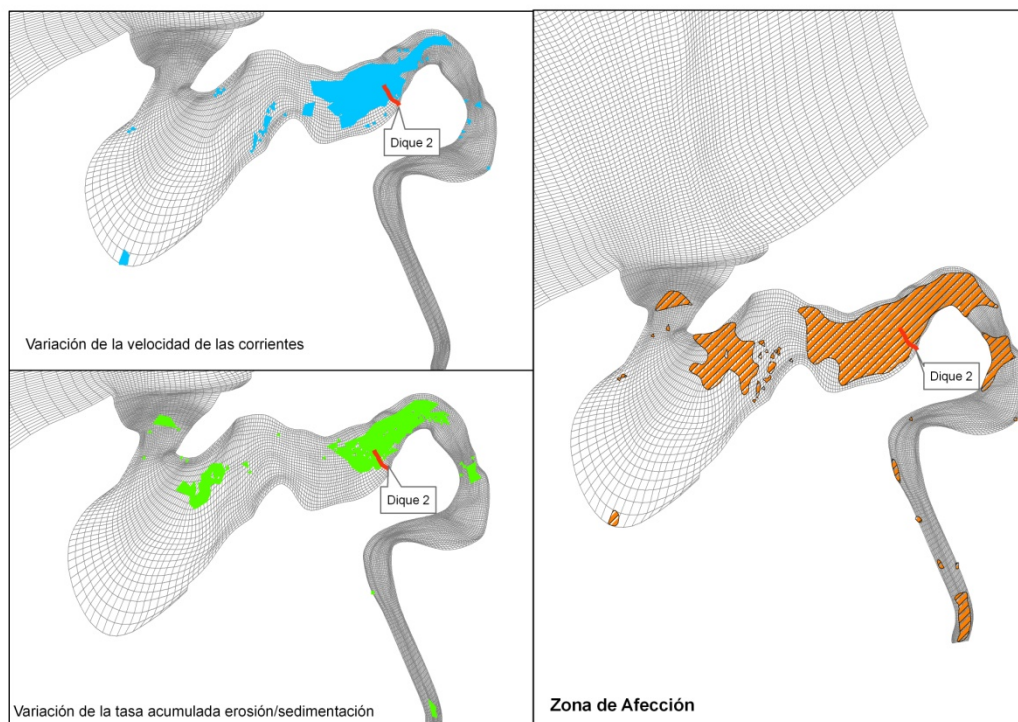 Dique 2
Variación de la velocidad de las corrientes
Dique 2
Variación de la tasa acumulada erosión/sedimentación
Dique 2
Zona de Afección